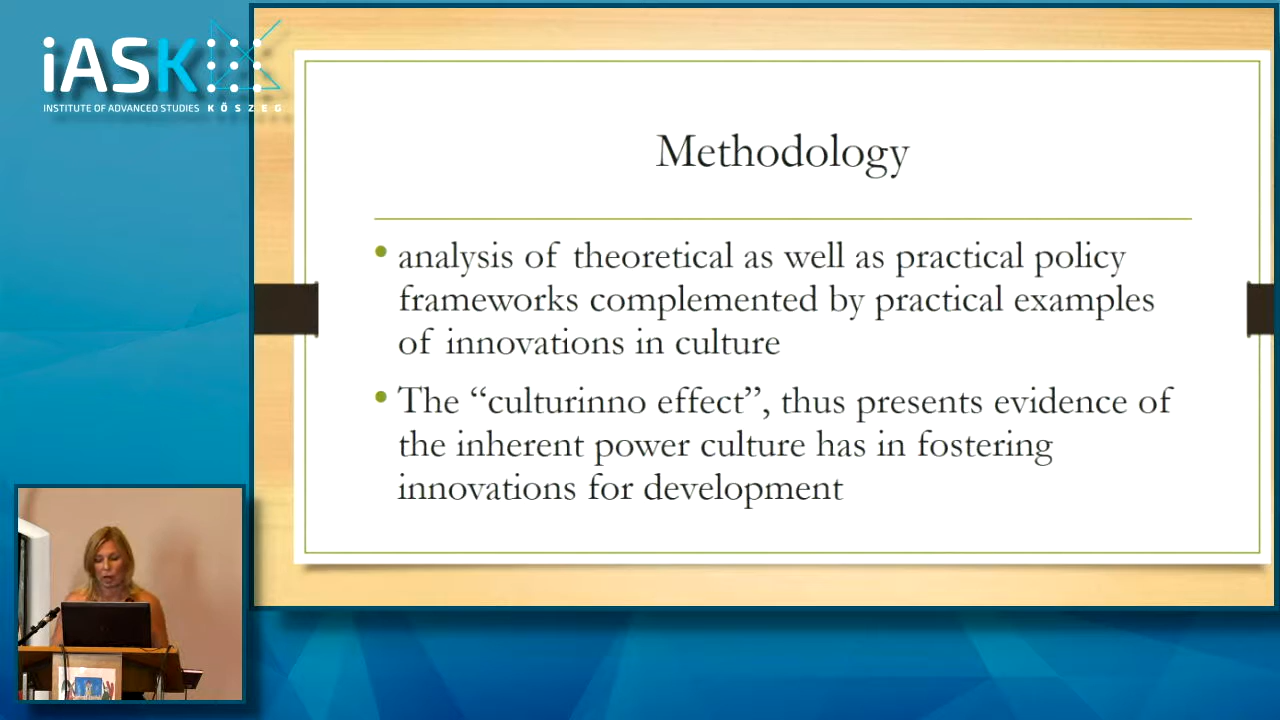 iASK
INSTITUTE OF ADVANCED STUDIES KŐSZEG
Methodology
• analysis of theoretical as well as practical policy
frameworks complemented by practical examples
of innovations in culture
• The “culturinno effect”, thus presents evidence of
the inherent power culture has in fostering
innovations for development